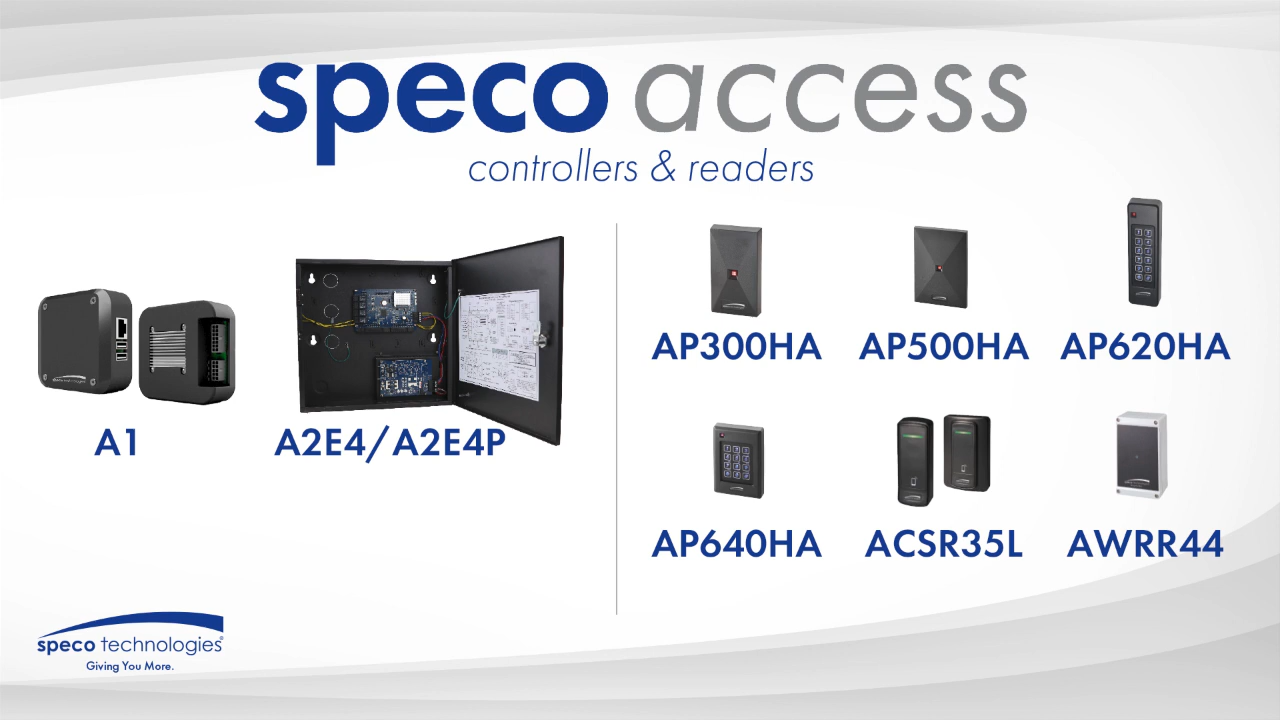 speco access
controllers & readers
A1
A2E4/A2E4P
AP300HA
AP500HA
AP620HA
AP640HA
ACSR35L
AWRR44
speco technologies®
Giving You More.